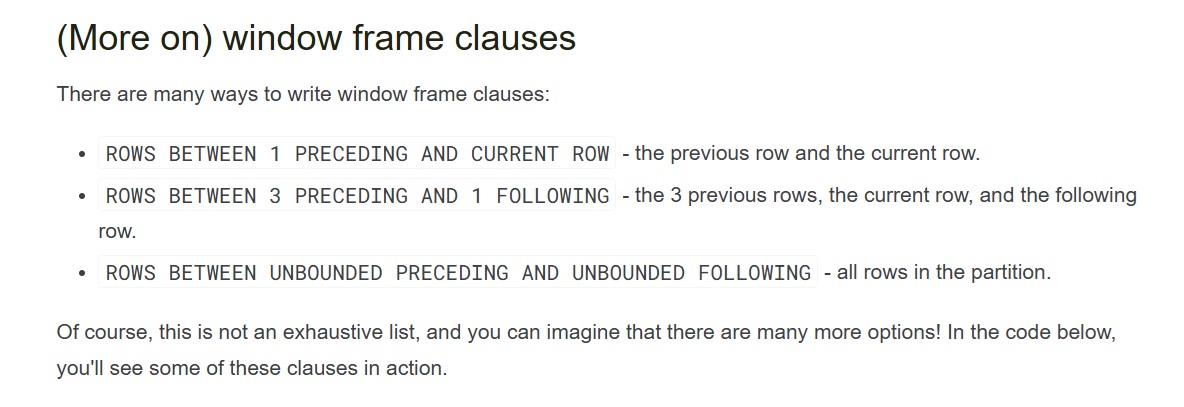 (More on) window frame clauses
There are many ways to write window frame clauses:
• ROWS BETWEEN 1 PRECEDING AND CURRENT ROW - the previous row and the current row.
• ROWS BETWEEN 3 PRECEDING AND 1 FOLLOWING - the 3 previous rows, the current row, and the following
row.
• ROWS BETWEEN UNBOUNDED PRECEDING AND UNBOUNDED FOLLOWING - all rows in the partition.
Of course, this is not an exhaustive list, and you can imagine that there are many more options! In the code below,
you'll see some of these clauses in action.